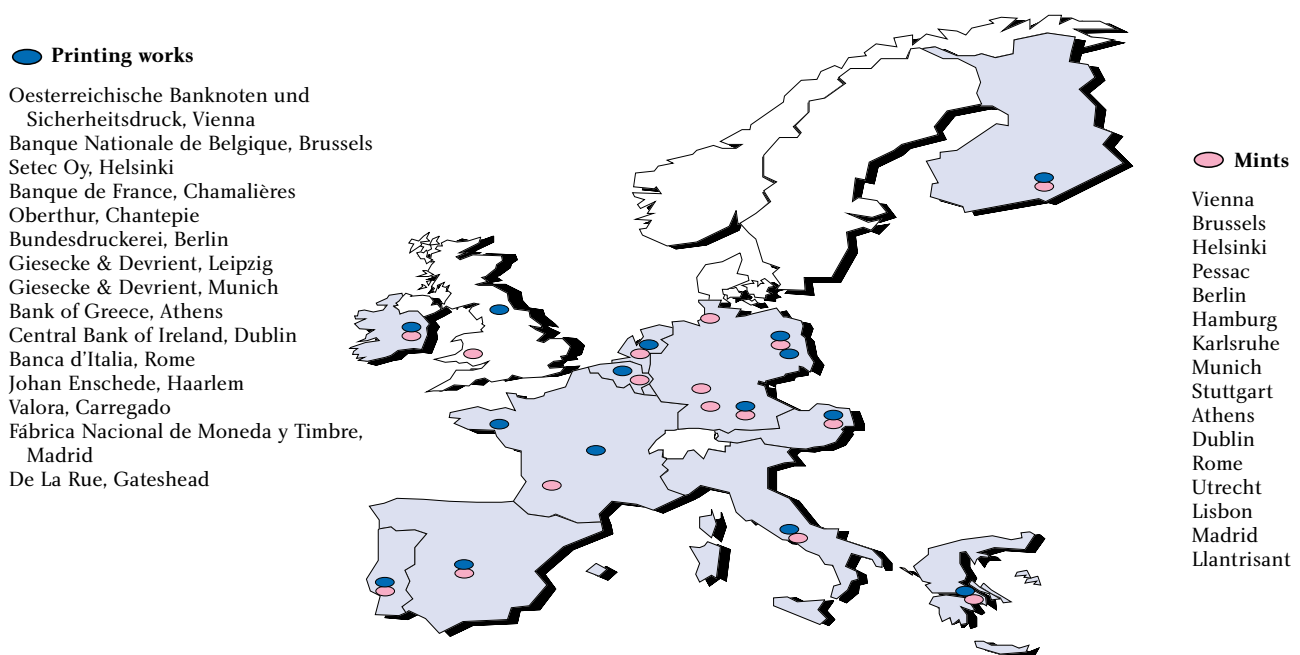 Printing works
Oesterreichische Banknoten und
Sicherheitsdruck, Vienna
Banque Nationale de Belgique, Brussels
Setec Oy, Helsinki
Banque de France, Chamalières
Oberthur, Chantepie
Bundesdruckerei, Berlin
Giesecke & Devrient, Leipzig
Giesecke & Devrient, Munich
Bank of Greece, Athens
Central Bank of Ireland, Dublin
Banca d'Italia, Rome
Johan Enschede, Haarlem
Valora, Carregado
Fábrica Nacional de Moneda y Timbre,
Madrid
De La Rue, Gateshead
Mints
Vienna
Brussels
Helsinki
Pessac
Berlin
Hamburg
Karlsruhe
Munich
Stuttgart
Athens
Dublin
Rome
Utrecht
Lisbon
Madrid
Llantrisant